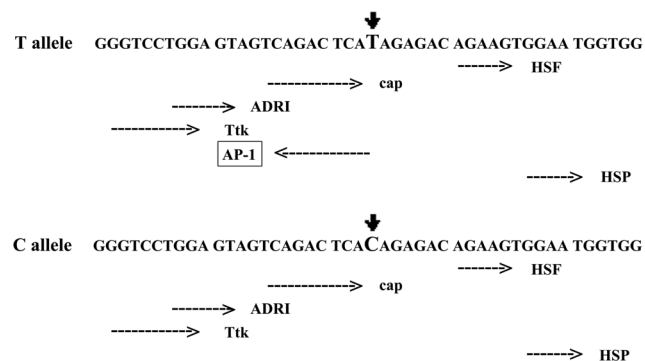 T allele GGGTCCTGGA GTAGTCAGAC TCATAGAGAC AGAAGTGGAA TGGTGG
HSF
cap
ADRI
Ttk
AP-1
HSP
C allele GGGTCCTGGA GTAGTCAGAC TCACAGAGAC AGAAGTGGAA TGGTGG
HSF
cap
ADRI
Ttk
HSP